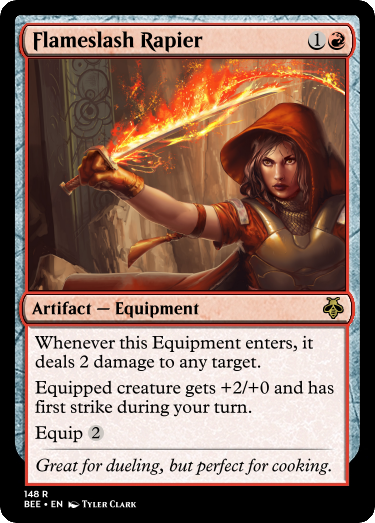 Flameslash Rapier 1
Artifact — Equipment
Whenever this Equipment enters, it
deals 2 damage to any target.
Equipped creature gets +2/+0 and has
first strike during your turn.
Equip 2
Great for dueling, but perfect for cooking.
148 R
BEE • EN Tyler Clark